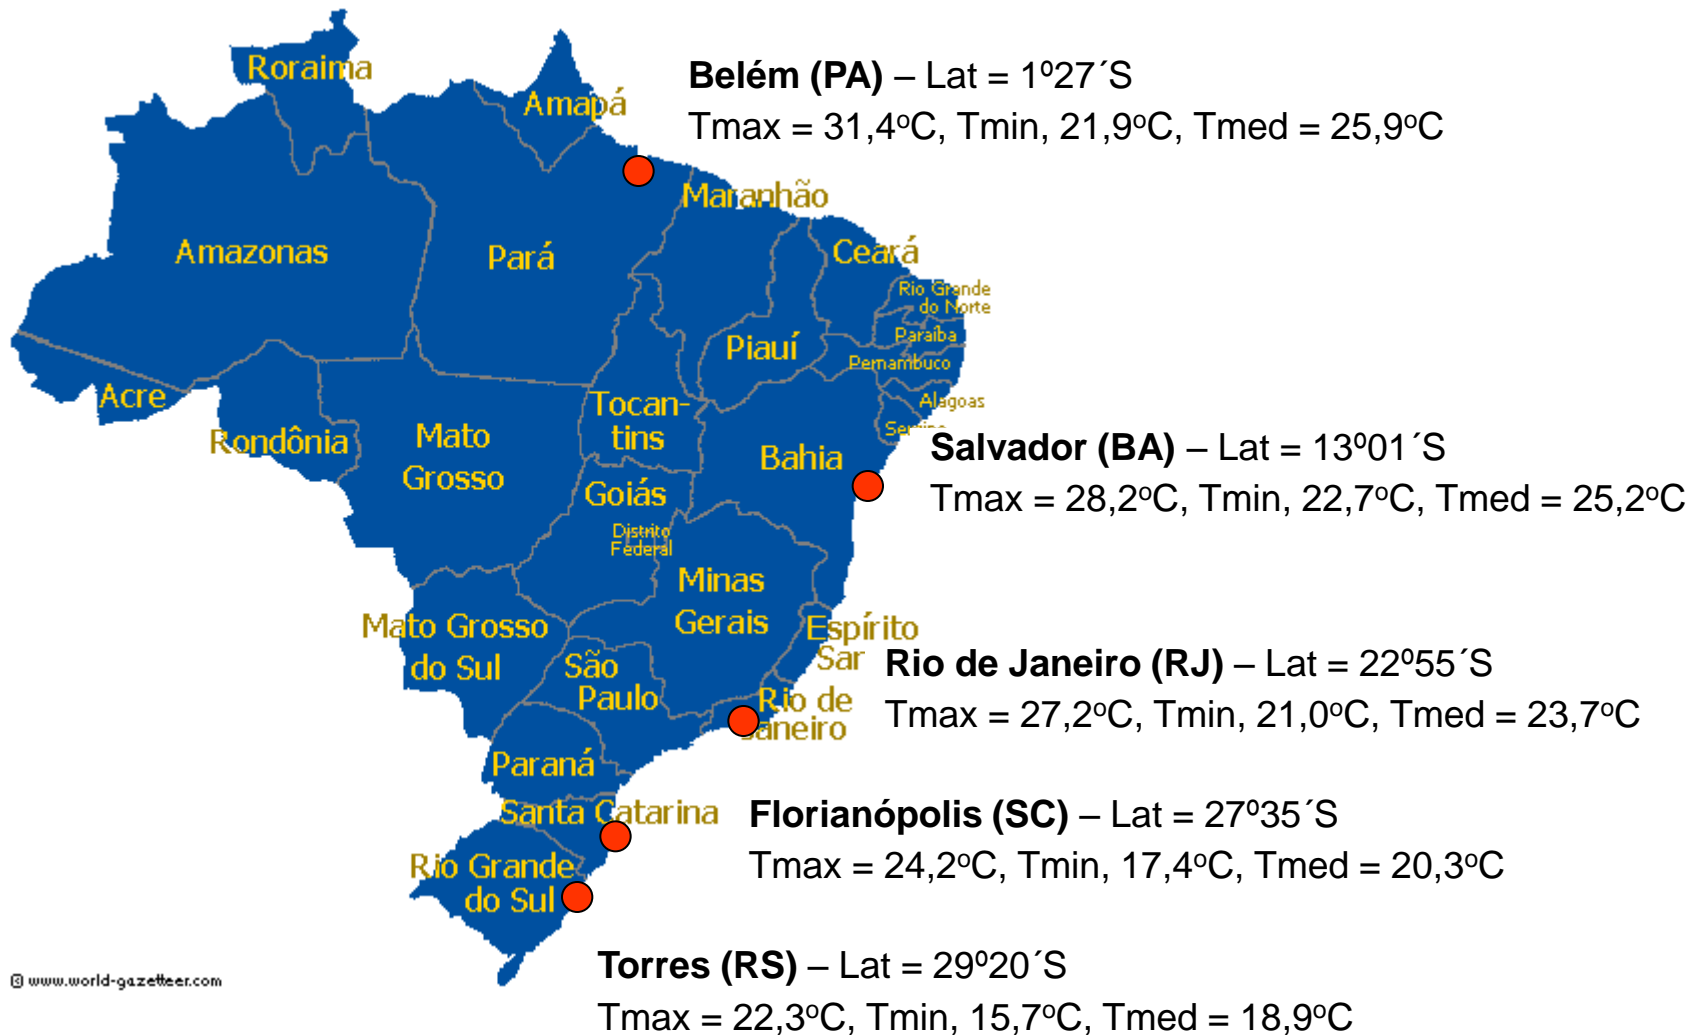 Roraima
Amapá
Belém (PA) – Lat = 1º27´S
Tmax = 31,4ºC, Tmin, 21,9ºC, Tmed = 25,9ºC
Maranhão
Amazonas
Pará
Ceará
Rio Grande
do Norte
Paraíba
Piauí
Pernambuco
Acre
Tocan-
tins
Alagoas
Rondônia
Mato
Grosso
Bahia
Salvador (BA) – Lat = 13º01´S
Tmax = 28,2ºC, Tmin, 22,7ºC, Tmed = 25,2ºC
Goiás
Distrito
Federal
Minas
Gerais
Mato Grosso
do Sul
Espírito
Sar
São
Paulo
Rio de Janeiro (RJ) – Lat = 22º55´S
Tmax = 27,2ºC, Tmin, 21,0ºC, Tmed = 23,7ºC
Rio de
Janeiro
Paraná
Santa Catarina
Florianópolis (SC) – Lat = 27º35´S
Tmax = 24,2ºC, Tmin, 17,4ºC, Tmed = 20,3ºC
Rio Grande
do Sul
Torres (RS) – Lat = 29º20´S
Tmax = 22,3ºC, Tmin, 15,7ºC, Tmed = 18,9ºC
© www.world-gazetteer.com